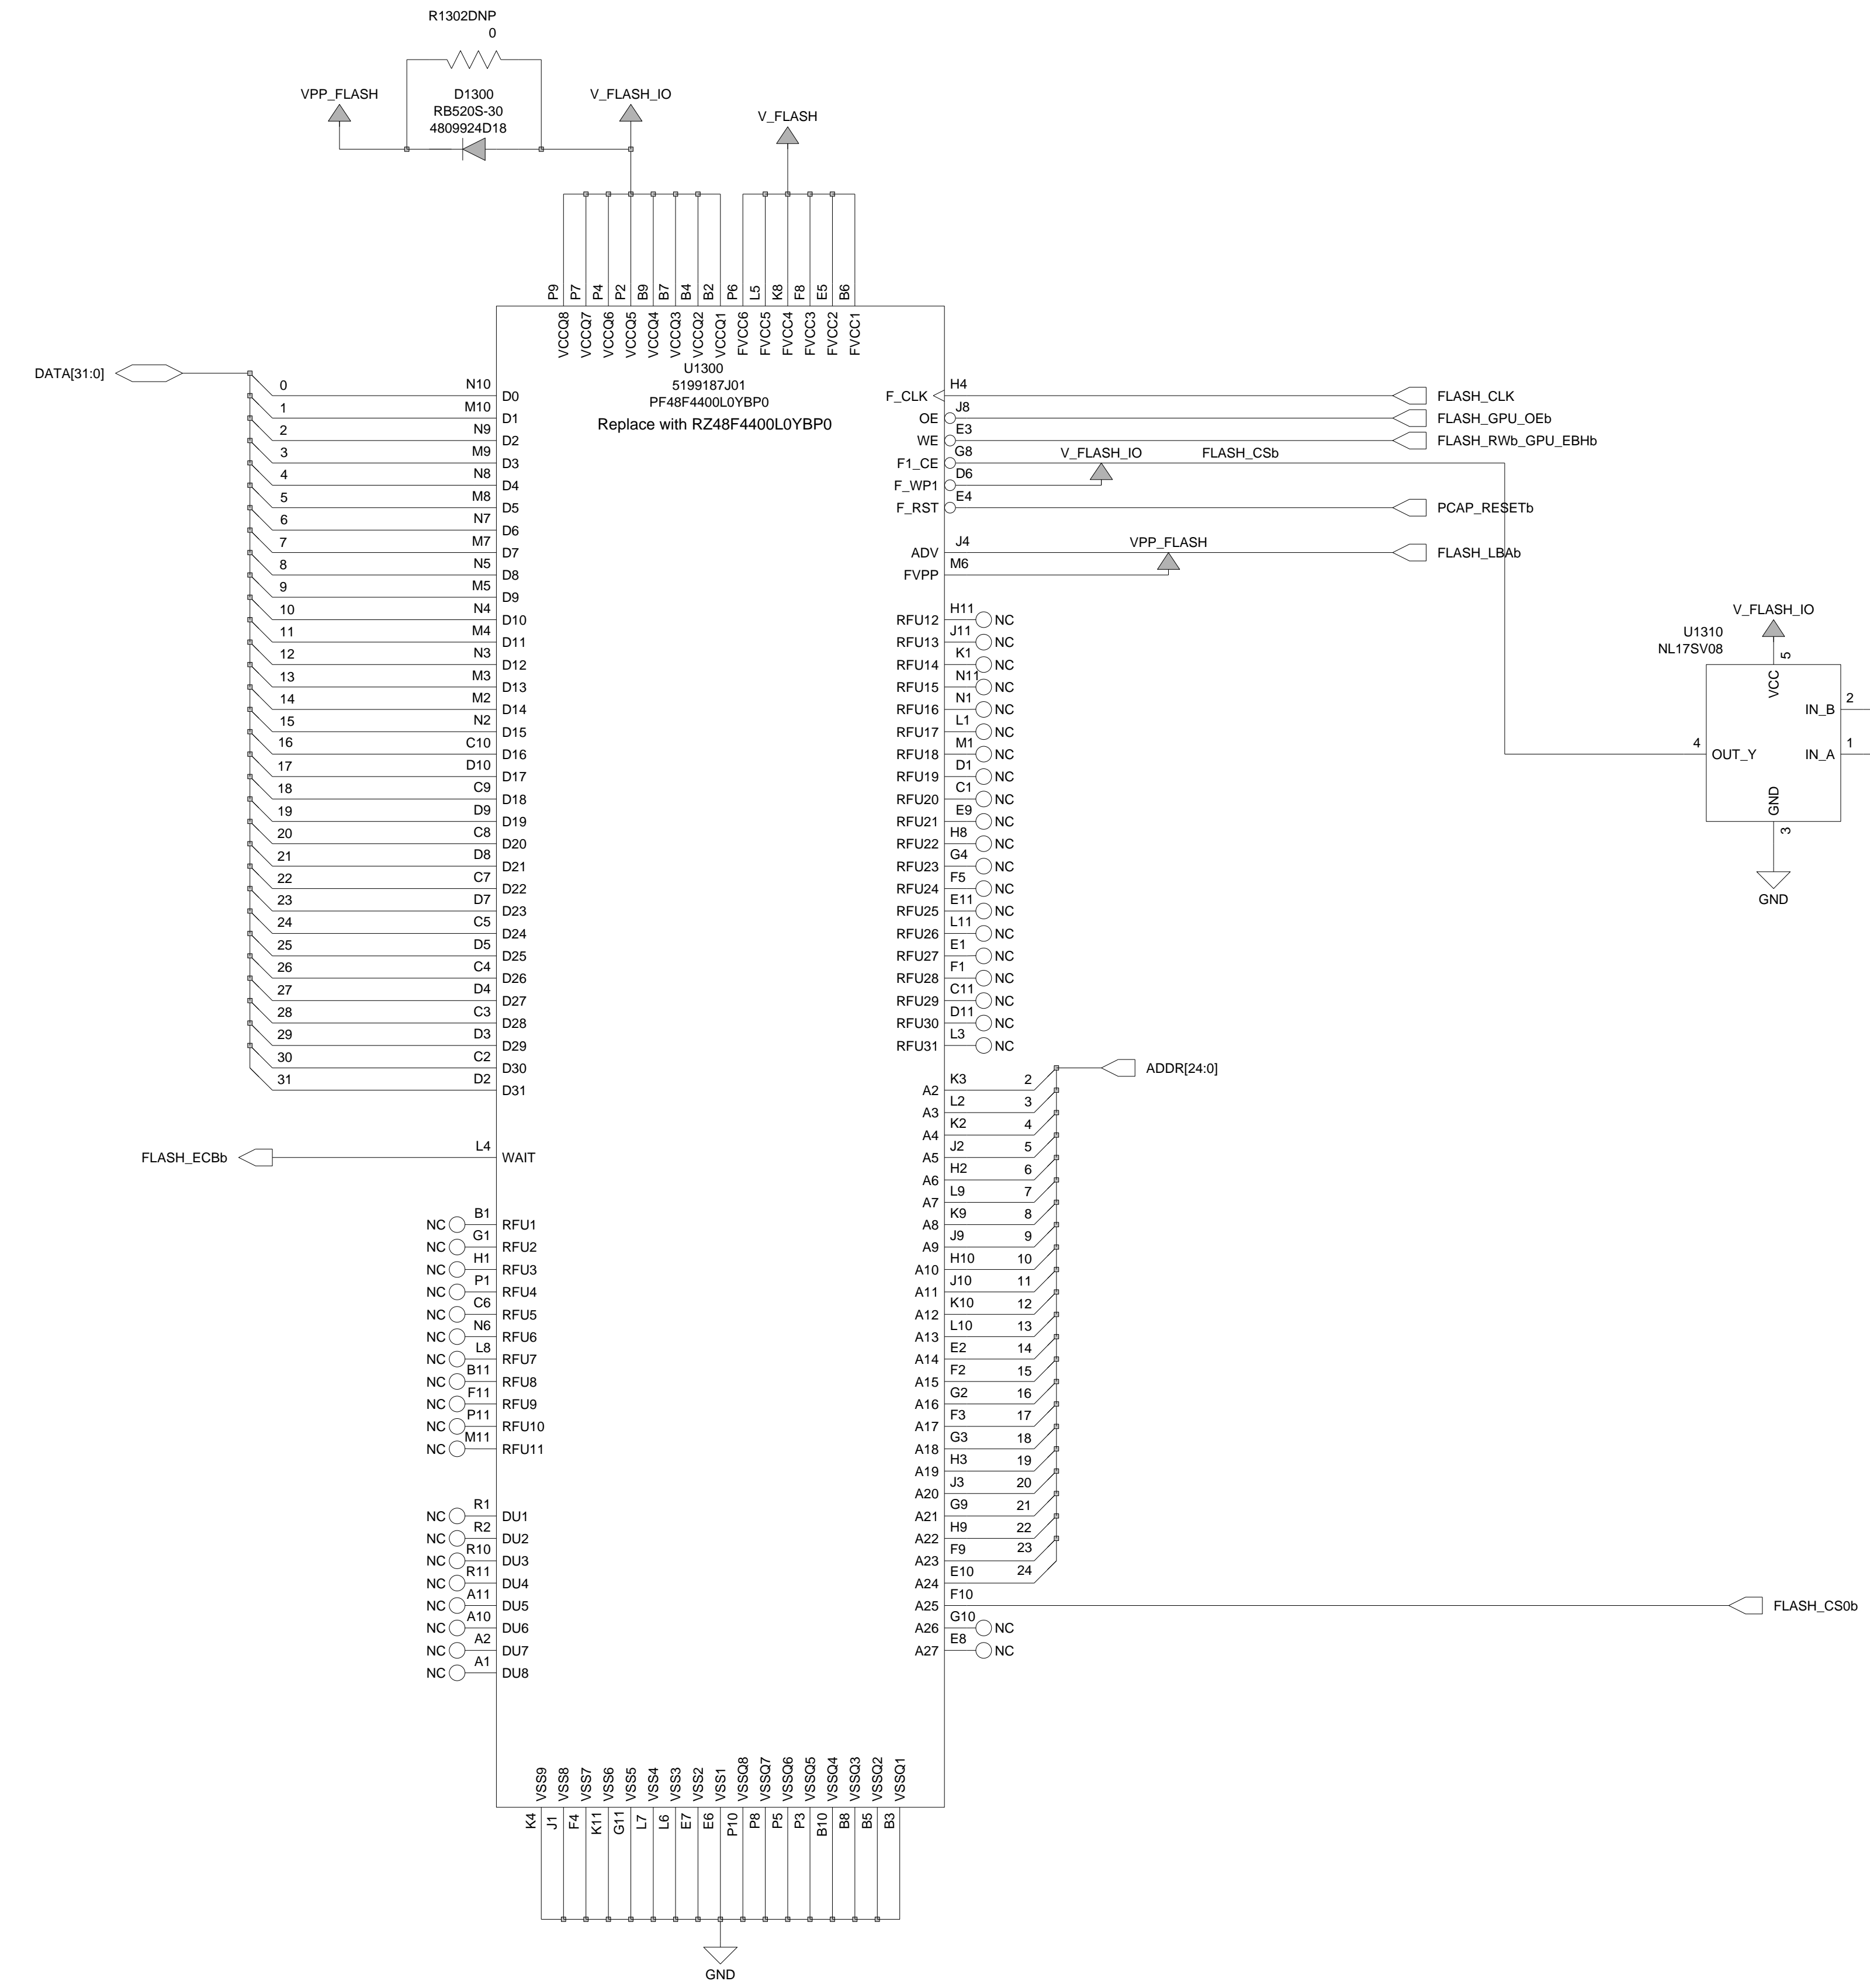 R1302DNP
0
VPP_FLASH
D1300
RB520S-30
4809924D18
V_FLASH_IO
V_FLASH
P9 P7 P4 P2 B9 B7 B4 B2 P6 L5 K8 F8 E5 B6
VCCQ8 VCCQ7 VCCQ6 VCCQ5 VCCQ4 VCCQ3 VCCQ2 VCCQ1 FVCC6 FVCC5 FVCC4 FVCC3 FVCC2 FVCC1
U1300
5199187J01
PF48F4400L0YBP0
Replace with RZ48F4400L0YBP0
DATA[31:0]
0 N10 D0
1 M10 D1
2 N9 D2
3 M9 D3
4 N8 D4
5 M8 D5
6 N7 D6
7 M7 D7
8 N5 D8
9 M5 D9
10 N4 D10
11 M4 D11
12 N3 D12
13 M3 D13
14 M2 D14
15 N2 D15
16 C10 D16
17 D10 D17
18 C9 D18
19 D9 D19
20 C8 D20
21 D8 D21
22 C7 D22
23 D7 D23
24 C5 D24
25 D5 D25
26 C4 D26
27 D4 D27
28 C3 D28
29 D3 D29
30 C2 D30
31 D2 D31
FLASH_ECBb L4 WAIT
NC B1 RFU1
NC G1 RFU2
NC H1 RFU3
NC P1 RFU4
NC C6 RFU5
NC N6 RFU6
NC L8 RFU7
NC B11 RFU8
NC F11 RFU9
NC P11 RFU10
NC M11 RFU11
NC R1 DU1
NC R2 DU2
NC R10 DU3
NC R11 DU4
NC A11 DU5
NC A10 DU6
NC A2 DU7
NC A1 DU8
F_CLK H4 FLASH_CLK
OE J8 FLASH_GPU_OEb
WE E3 FLASH_RWb_GPU_EBHb
F1_CE G8 V_FLASH_IO FLASH_CSb
F_WP1 D6
F_RST E4 PCAP_RESETb
ADV J4 VPP_FLASH FLASH_LBAb
FVPP M6
RFU12 H11 NC
RFU13 J11 NC
RFU14 K1 NC
RFU15 N11 NC
RFU16 N1 NC
RFU17 L1 NC
RFU18 M1 NC
RFU19 D1 NC
RFU20 C1 NC
RFU21 E9 NC
RFU22 H8 NC
RFU23 G4 NC
RFU24 F5 NC
RFU25 E11 NC
RFU26 L11 NC
RFU27 E1 NC
RFU28 F1 NC
RFU29 C11 NC
RFU30 D11 NC
RFU31 L3 NC
ADDR[24:0]
A2 K3 2
A3 L2 3
A4 K2 4
A5 J2 5
A6 H2 6
A7 L9 7
A8 K9 8
A9 J9 9
A10 H10 10
A11 J10 11
A12 K10 12
A13 L10 13
A14 E2 14
A15 F2 15
A16 G2 16
A17 F3 17
A18 G3 18
A19 H3 19
A20 J3 20
A21 G9 21
A22 H9 22
A23 F9 23
A24 E10 24
A25 F10 FLASH_CS0b
A26 G10 NC
A27 E8 NC
V_FLASH_IO
U1310
NL17SV08
5
VCC
IN_B 2
4 OUT_Y IN_A 1
GND
3
GND
VSS9 VSS8 VSS7 VSS6 VSS5 VSS4 VSS3 VSS2 VSS1 VSSQ8 VSSQ7 VSSQ6 VSSQ5 VSSQ4 VSSQ3 VSSQ2 VSSQ1
K4 J1 F4 K11 G11 L7 L6 E7 E6 P10 P8 P5 P3 B10 B8 B5 B3
GND